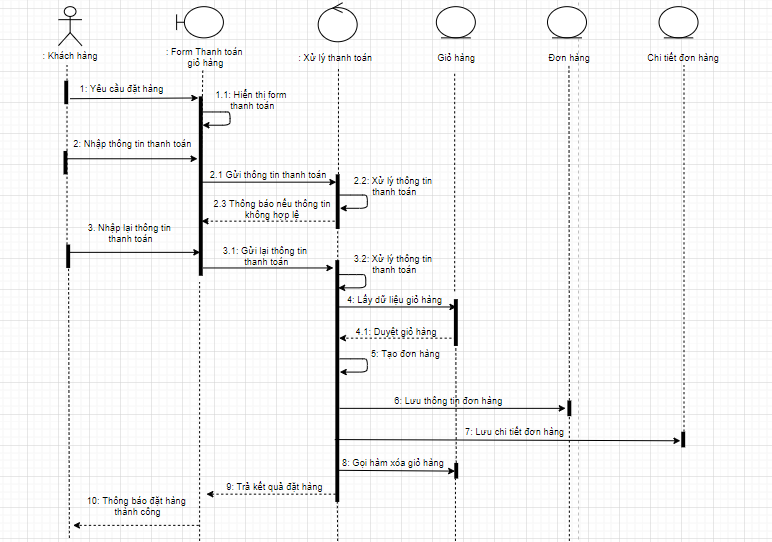 : Khách hàng
: Form Thanh toán
giỏ hàng
: Xử lý thanh toán
Giỏ hàng
Đơn hàng
Chi tiết đơn hàng
1: Yêu cầu đặt hàng
1.1: Hiển thị form
thanh toán
2: Nhập thông tin thanh toán
2.1 Gửi thông tin thanh toán
2.2: Xử lý thông tin
thanh toán
2.3 Thông báo nếu thông tin
không hợp lệ
3. Nhập lại thông tin
thanh toán
3.1: Gửi lại thông tin
thanh toán
3.2: Xử lý thông tin
thanh toán
4: Lấy dữ liệu giỏ hàng
4.1: Duyệt giỏ hàng
5: Tạo đơn hàng
6: Lưu thông tin đơn hàng
7: Lưu chi tiết đơn hàng
8: Gọi hàm xóa giỏ hàng
9: Trả kết quả đặt hàng
10: Thông báo đặt hàng
thành công